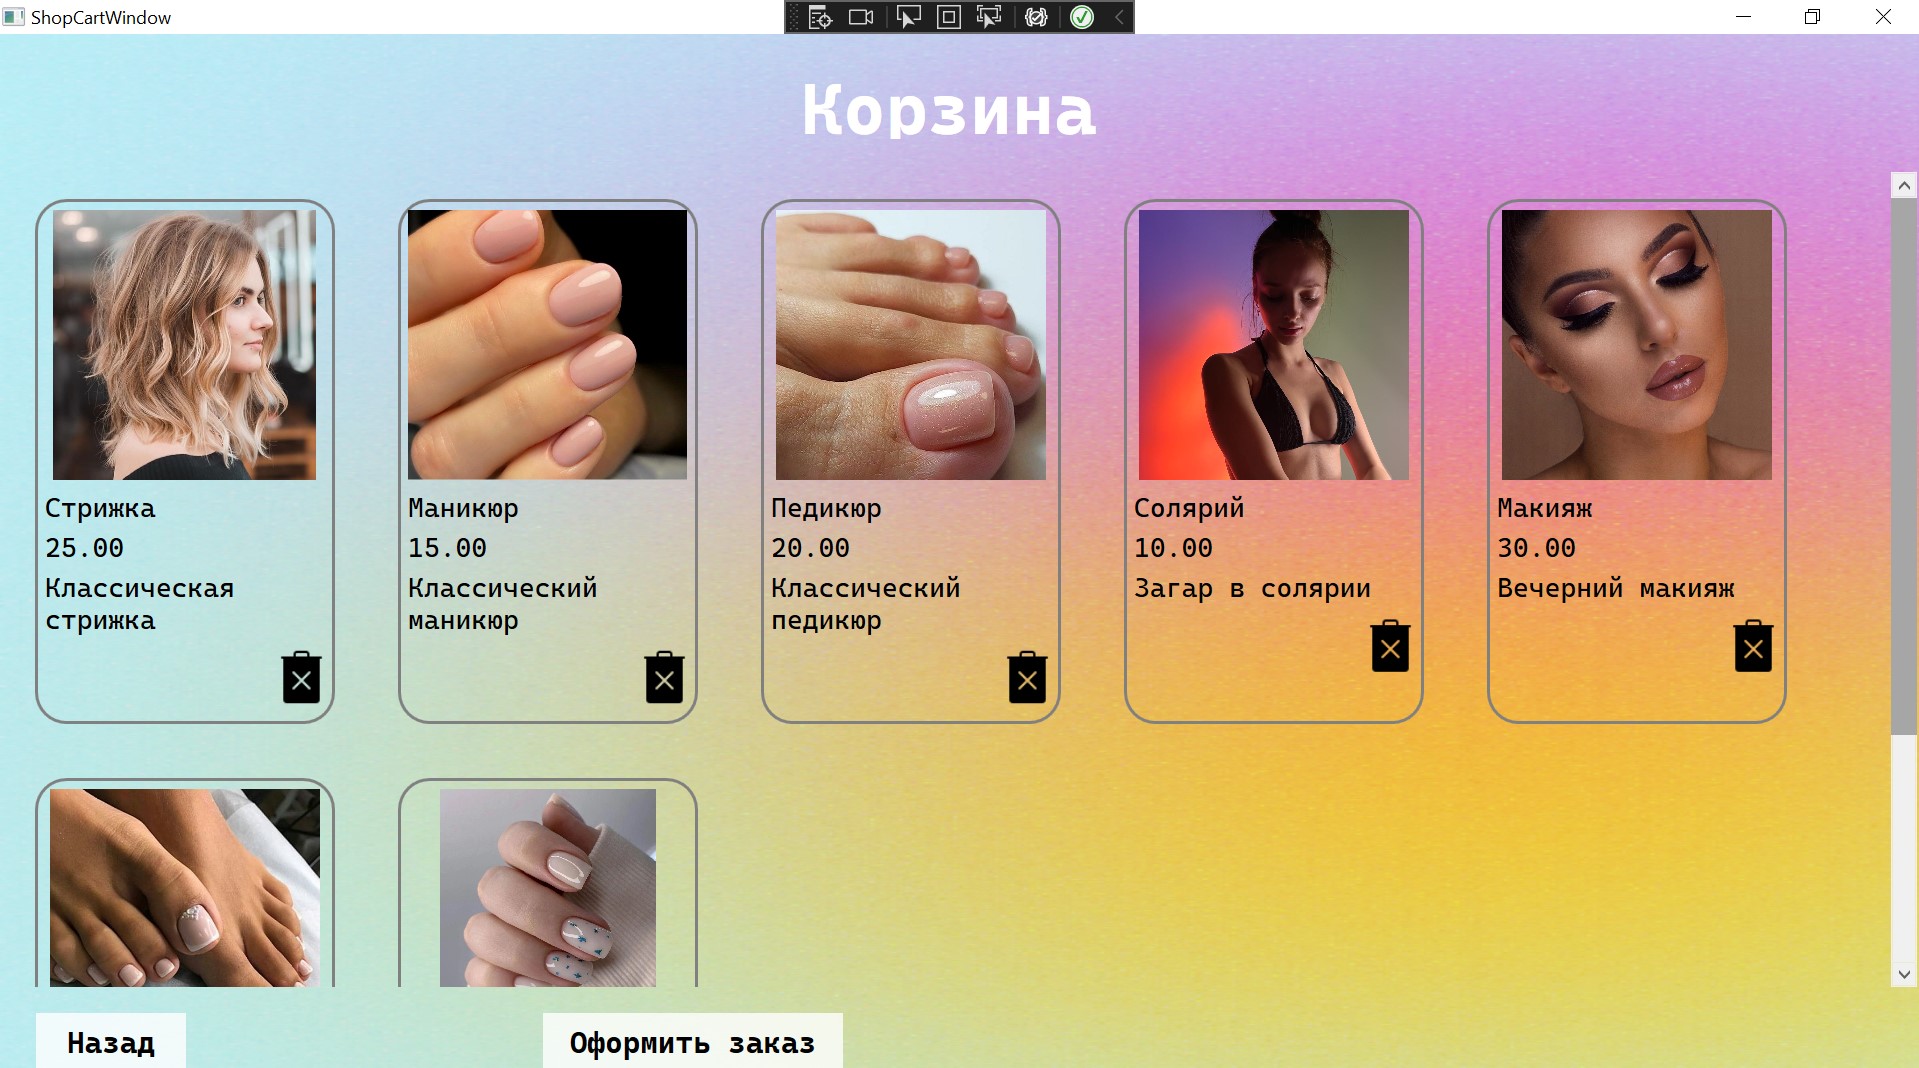 ShopCartWindow
Корзина
Стрижка
25.00
Классическая
стрижка
Маникюр
15.00
Классический
маникюр
Педикюр
20.00
Классический
педикюр
Солярий
10.00
Загар в солярии
Макияж
30.00
Вечерний макияж
Назад
Оформить заказ